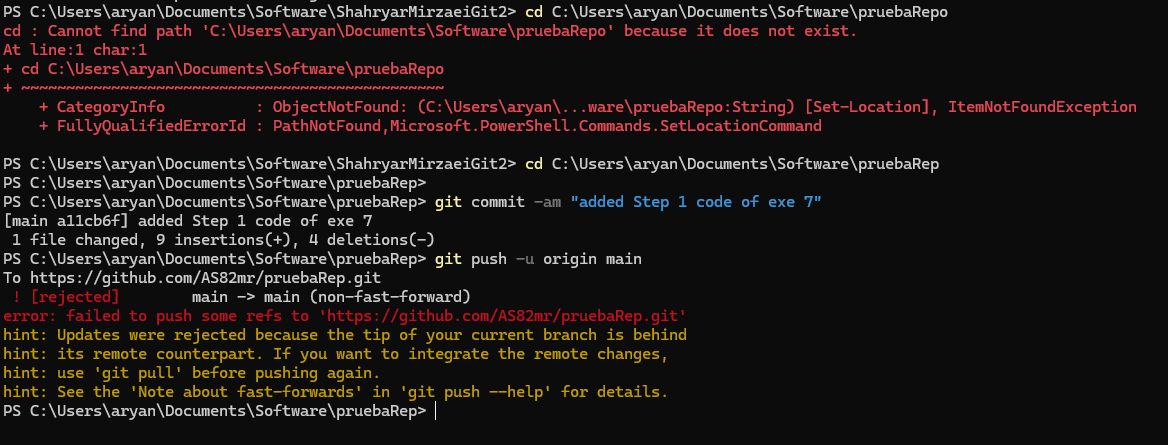 PS C:\Users\aryan\Documents\Software\ShahryarMirzaeiGit2> cd C:\Users\aryan\Documents\Software\pruebaRepo
cd : Cannot find path 'C:\Users\aryan\Documents\Software\pruebaRepo' because it does not exist.
At line:1 char:1
+ cd C:\Users\aryan\Documents\Software\pruebaRepo
+ ~~~~~~~~~~~~~~~~~~~~~~~~~~~~~~~~~~~~~~~~~~~~~~~
    + CategoryInfo          : ObjectNotFound: (C:\Users\aryan\...ware\pruebaRepo:String) [Set-Location], ItemNotFoundException
    + FullyQualifiedErrorId : PathNotFound,Microsoft.PowerShell.Commands.SetLocationCommand
PS C:\Users\aryan\Documents\Software\ShahryarMirzaeiGit2> cd C:\Users\aryan\Documents\Software\pruebaRep
PS C:\Users\aryan\Documents\Software\pruebaRep>
PS C:\Users\aryan\Documents\Software\pruebaRep> git commit -am "added Step 1 code of exe 7"
[main a11cb6f] added Step 1 code of exe 7
 1 file changed, 9 insertions(+), 4 deletions(-)
PS C:\Users\aryan\Documents\Software\pruebaRep> git push -u origin main
To https://github.com/AS82mr/pruebaRep.git
 ! [rejected]        main -> main (non-fast-forward)
error: failed to push some refs to 'https://github.com/AS82mr/pruebaRep.git'
hint: Updates were rejected because the tip of your current branch is behind
hint: its remote counterpart. If you want to integrate the remote changes,
hint: use 'git pull' before pushing again.
hint: See the 'Note about fast-forwards' in 'git push --help' for details.
PS C:\Users\aryan\Documents\Software\pruebaRep>